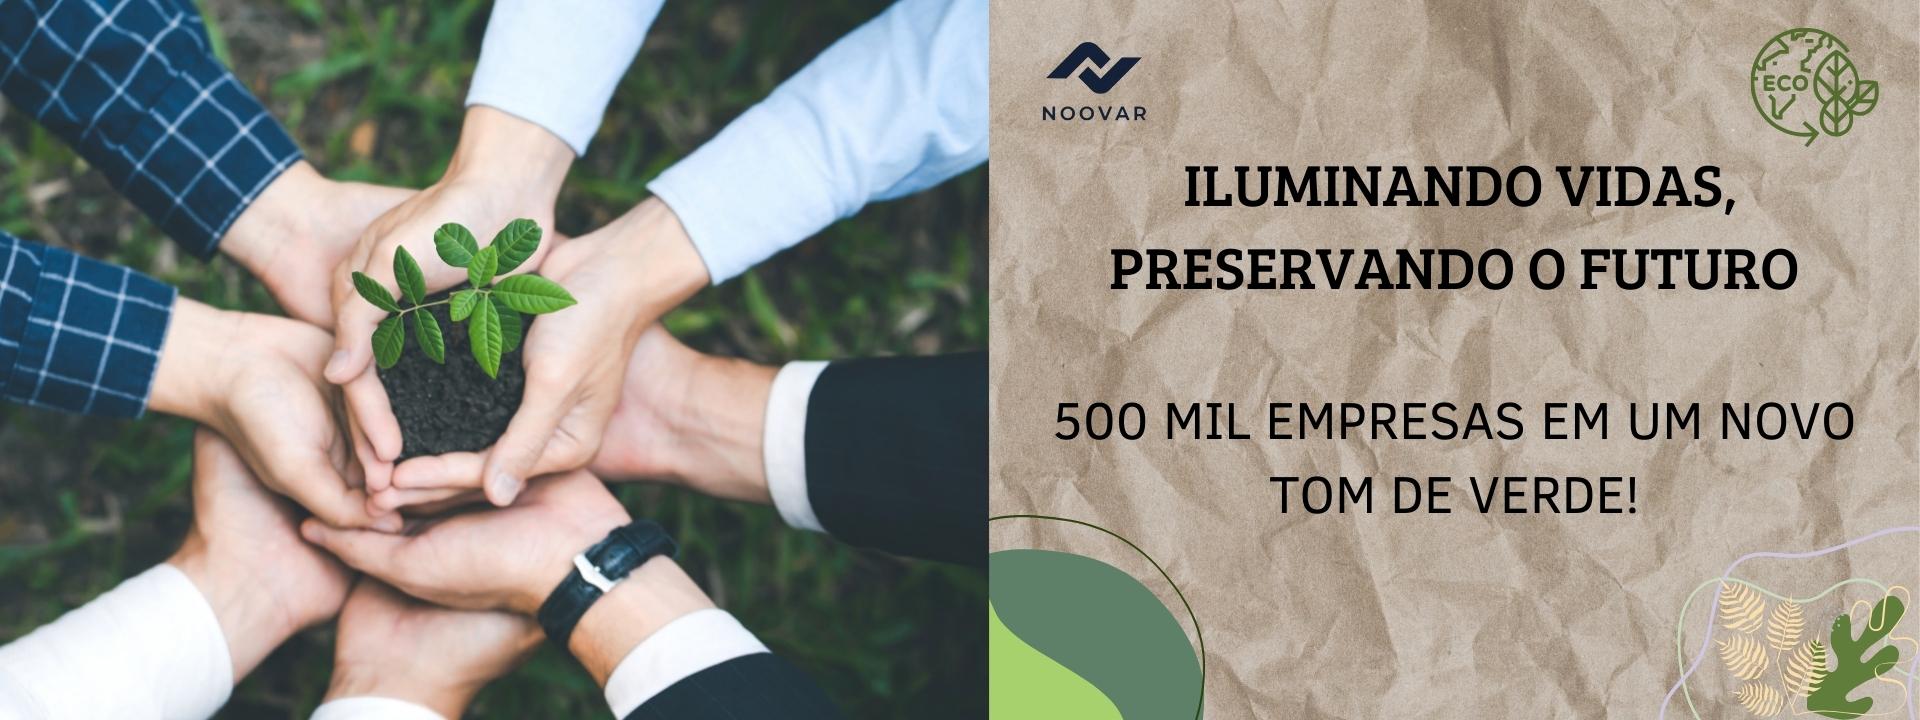 NOOVAR
ECO
ILUMINANDO VIDAS,
PRESERVANDO O FUTURO
500 MIL EMPRESAS EM UM NOVO
TOM DE VERDE!